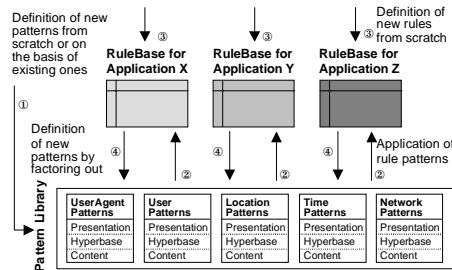 Definition of new
patterns from
scratch or on
the basis of
existing ones
①
③
③
③
Definition of
new rules
from scratch
RuleBase for
Application X
RuleBase for
Application Y
RuleBase for
Application Z
Definition
of new
patterns by
factoring out
④
②
④
②
④
②
Application of
rule patterns
Pattern Library
UserAgent
Patterns
Presentation
Hyperbase
Content
User
Patterns
Presentation
Hyperbase
Content
Location
Patterns
Presentation
Hyperbase
Content
Time
Patterns
Presentation
Hyperbase
Content
Network
Patterns
Presentation
Hyperbase
Content